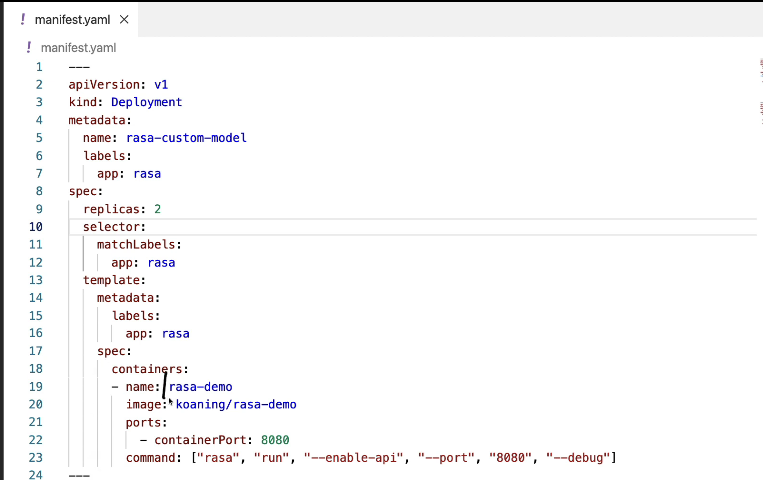 ! manifest.yaml ×
! manifest.yaml
1 ---
2 apiVersion: v1
3 kind: Deployment
4 metadata:
5 name: rasa-custom-model
6 labels:
7 app: rasa
8 spec:
9 replicas: 2
10 selector:
11 matchLabels:
12 app: rasa
13 template:
14 metadata:
15 labels:
16 app: rasa
17 spec:
18 containers:
19 - name: rasa-demo
20 image: koaning/rasa-demo
21 ports:
22 - containerPort: 8080
23 command: ["rasa", "run", "--enable-api", "--port", "8080", "--debug"]
24 ---